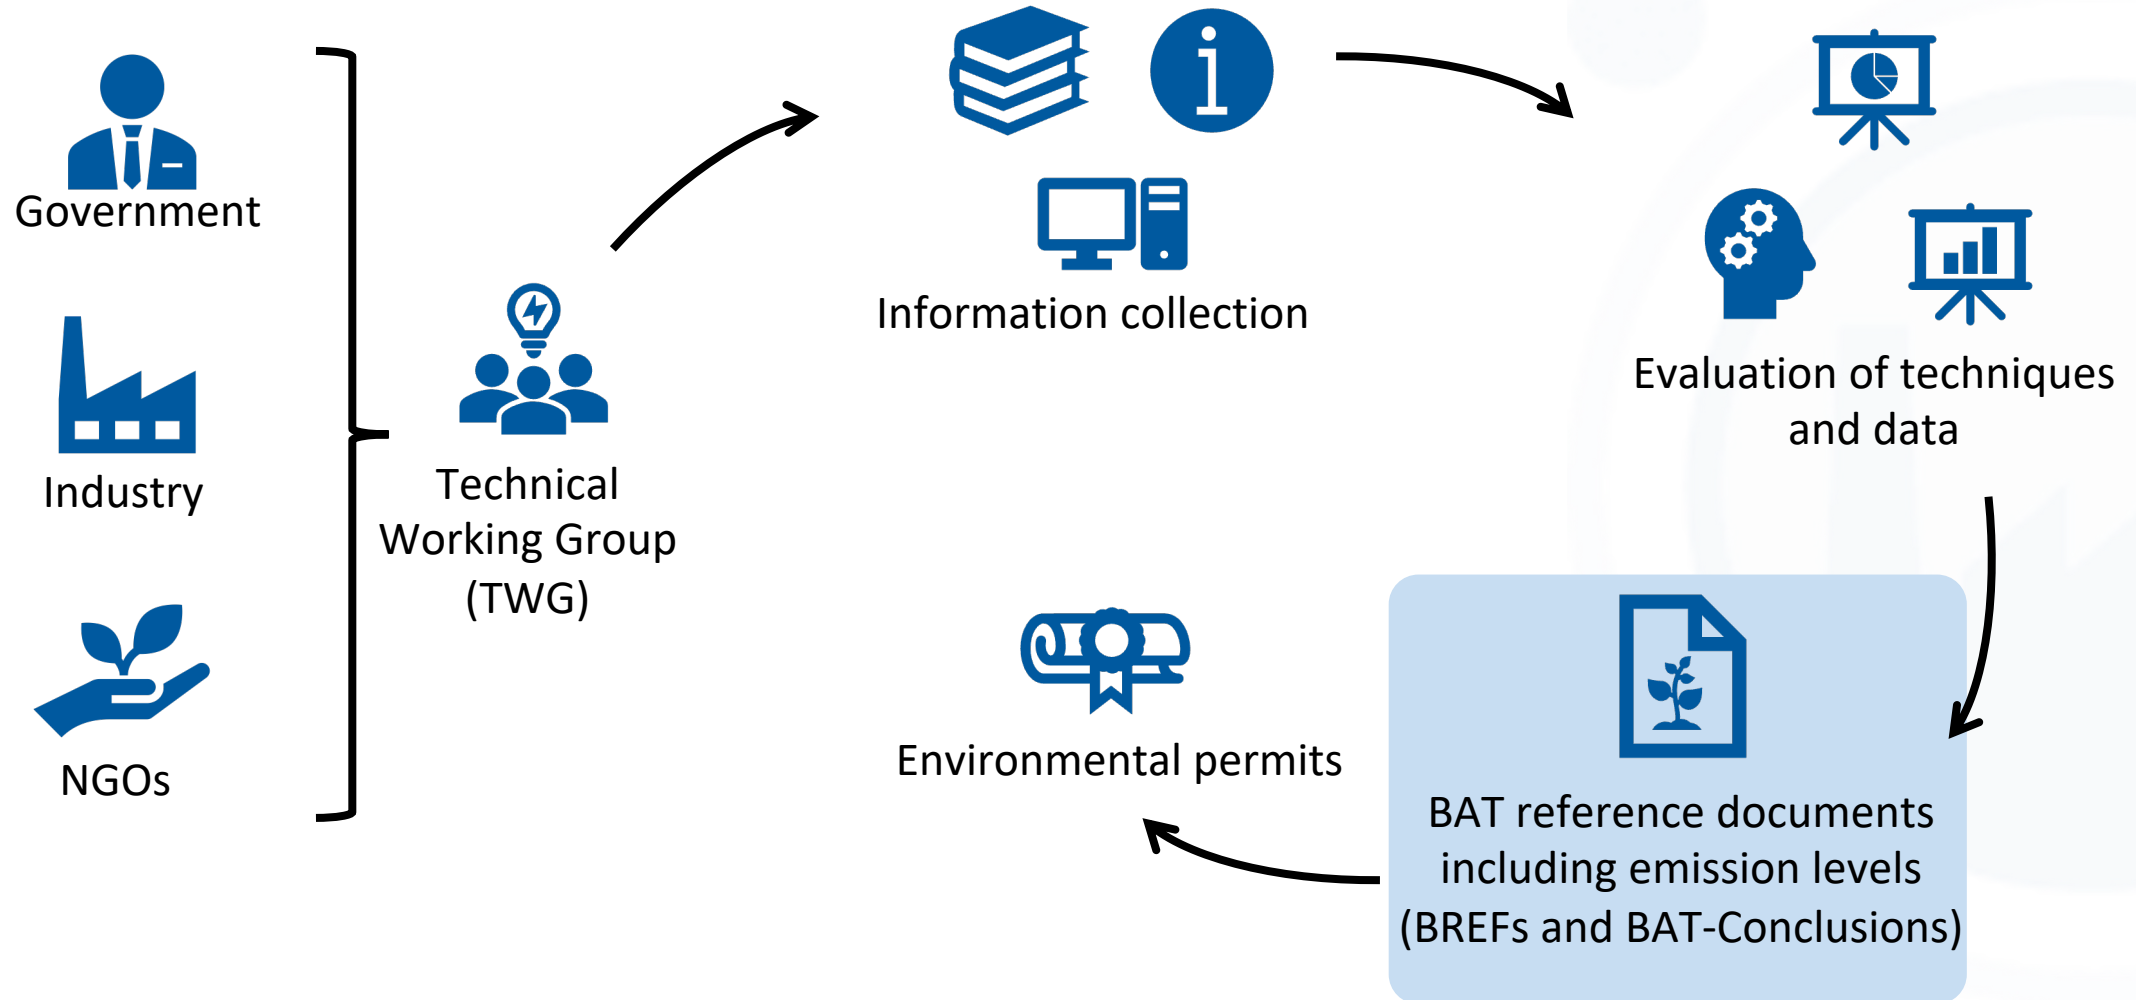 Government
Industry
NGOs
Technical
Working Group
(TWG)
Information collection
Evaluation of techniques
and data
BAT reference documents
including emission levels
(BREFs and BAT-Conclusions)
Environmental permits